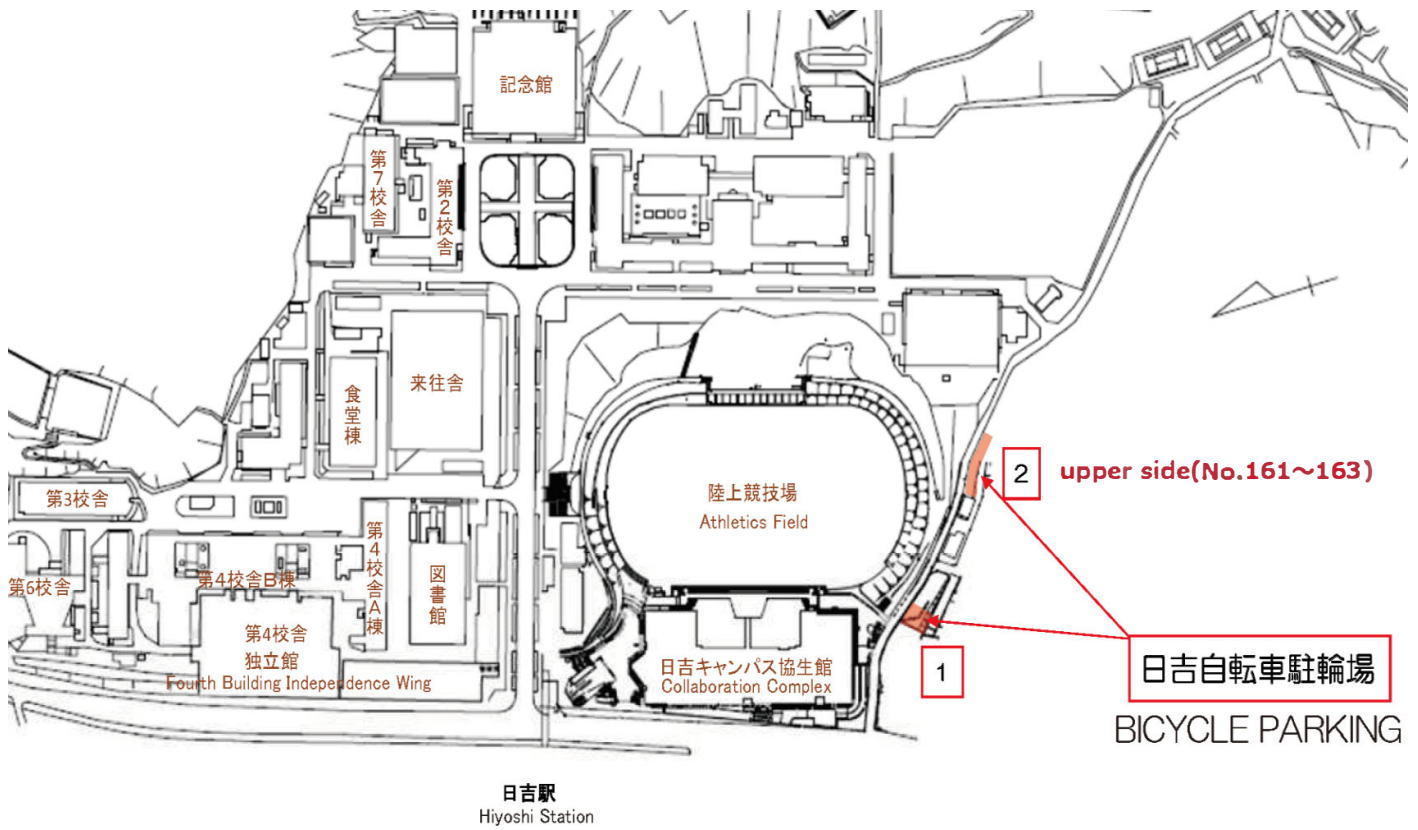 記念館
第7校舎
第2校舎
来往舎
食堂棟
第3校舎
陸上競技場
Athletics Field
2
upper side(No.161～163)
第6校舎
第4校舎B棟
第4校舎A棟
図書館
第4校舎
独立館
Fourth Building Independence Wing
日吉キャンパス協生館
Collaboration Complex
1
日吉自転車駐輪場
BICYCLE PARKING
日吉駅
Hiyoshi Station